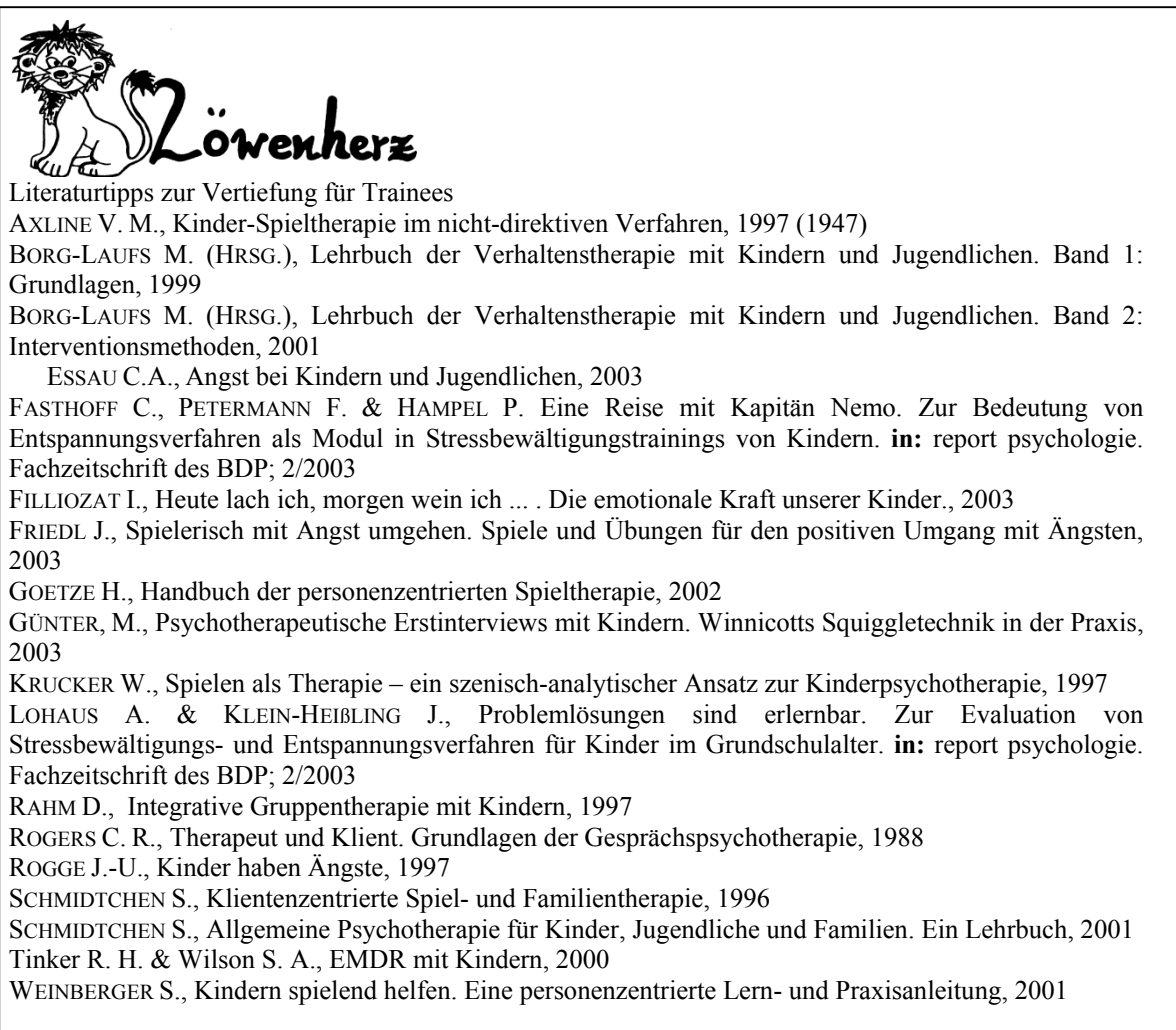 Löwenherz
Literaturtipps zur Vertiefung für Trainees
AXLINE V. M., Kinder-Spieltherapie im nicht-direktiven Verfahren, 1997 (1947)
BORG-LAUFS M. (HRSG.), Lehrbuch der Verhaltenstherapie mit Kindern und Jugendlichen. Band 1:
Grundlagen, 1999
BORG-LAUFS M. (HRSG.), Lehrbuch der Verhaltenstherapie mit Kindern und Jugendlichen. Band 2:
Interventionsmethoden, 2001
ESSAU C.A., Angst bei Kindern und Jugendlichen, 2003
FASTHOFF C., PETERMANN F. & HAMPEL P. Eine Reise mit Kapitän Nemo. Zur Bedeutung von
Entspannungsverfahren als Modul in Stressbewältigungstrainings von Kindern. in: report psychologie.
Fachzeitschrift des BDP; 2/2003
FILLIOZAT I., Heute lach ich, morgen wein ich ... . Die emotionale Kraft unserer Kinder., 2003
FRIEDL J., Spielerisch mit Angst umgehen. Spiele und Übungen für den positiven Umgang mit Ängsten,
2003
GOETZE H., Handbuch der personenzentrierten Spieltherapie, 2002
GÜNTER, M., Psychotherapeutische Erstinterviews mit Kindern. Winnicotts Squiggletechnik in der Praxis,
2003
KRUCKER W., Spielen als Therapie – ein szenisch-analytischer Ansatz zur Kinderpsychotherapie, 1997
LOHAUS A. & KLEIN-HEIßLING J., Problemlösungen sind erlernbar. Zur Evaluation von
Stressbewältigungs- und Entspannungsverfahren für Kinder im Grundschulalter. in: report psychologie.
Fachzeitschrift des BDP; 2/2003
RAHM D., Integrative Gruppentherapie mit Kindern, 1997
ROGERS C. R., Therapeut und Klient. Grundlagen der Gesprächspsychotherapie, 1988
ROGGE J.-U., Kinder haben Ängste, 1997
SCHMIDTCHEN S., Klientenzentrierte Spiel- und Familientherapie, 1996
SCHMIDTCHEN S., Allgemeine Psychotherapie für Kinder, Jugendliche und Familien. Ein Lehrbuch, 2001
Tinker R. H. & Wilson S. A., EMDR mit Kindern, 2000
WEINBERGER S., Kindern spielend helfen. Eine personenzentrierte Lern- und Praxisanleitung, 2001